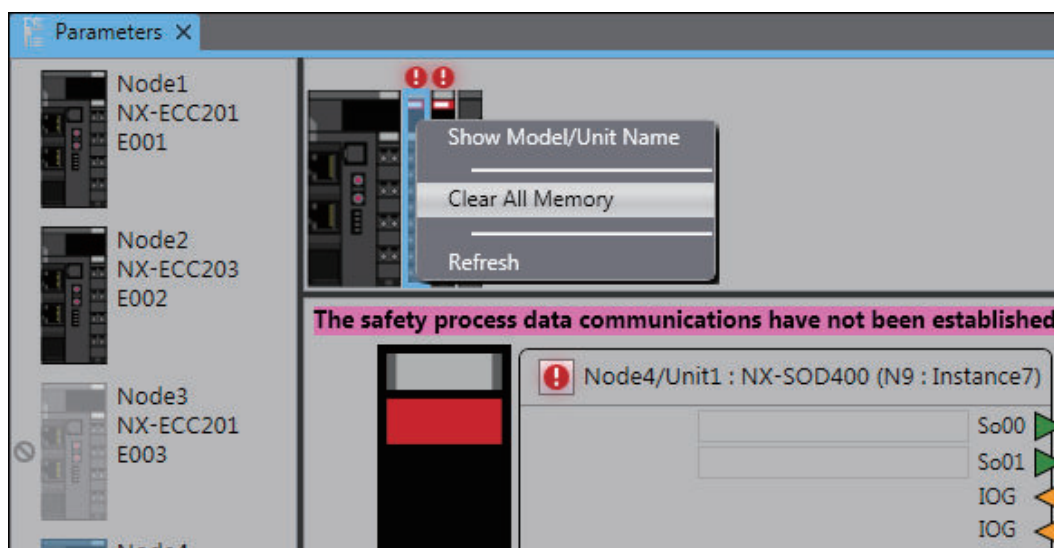 Parameters X
Node1
NX-ECC201
E001
Node2
NX-ECC203
E002
Node3
NX-ECC201
E003
Node4
Show Model/Unit Name
Clear All Memory
Refresh
The safety process data communications have not been established
Node4/Unit1 : NX-SOD400 (N9 : Instance7)
So00
So01
IOG
IOG